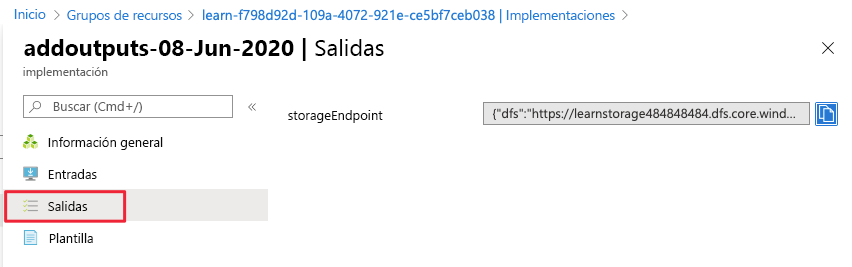 Inicio > Grupos de recursos > learn-f798d92d-109a-4072-921e-ce5bf7ceb038 | Implementaciones >
addoutputs-08-Jun-2020 | Salidas
implementación
Buscar (Cmd+/) «
storageEndpoint {"dfs":"https://learnstorage484848484.dfs.core.wind...
Información general
Entradas
Salidas
Plantilla